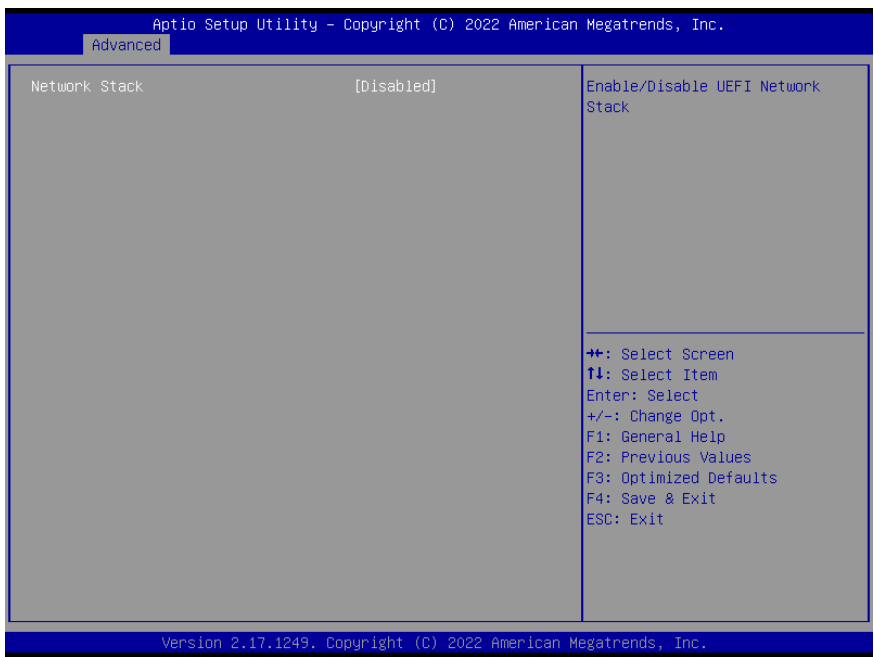 Aptio Setup Utility – Copyright (C) 2022 American Megatrends, Inc.
Advanced
Network Stack [Disabled]
Enable/Disable UEFI Network
Stack
→←: Select Screen
↑↓: Select Item
Enter: Select
+/-: Change Opt.
F1: General Help
F2: Previous Values
F3: Optimized Defaults
F4: Save & Exit
ESC: Exit
Version 2.17.1249. Copyright (C) 2022 American Megatrends, Inc.